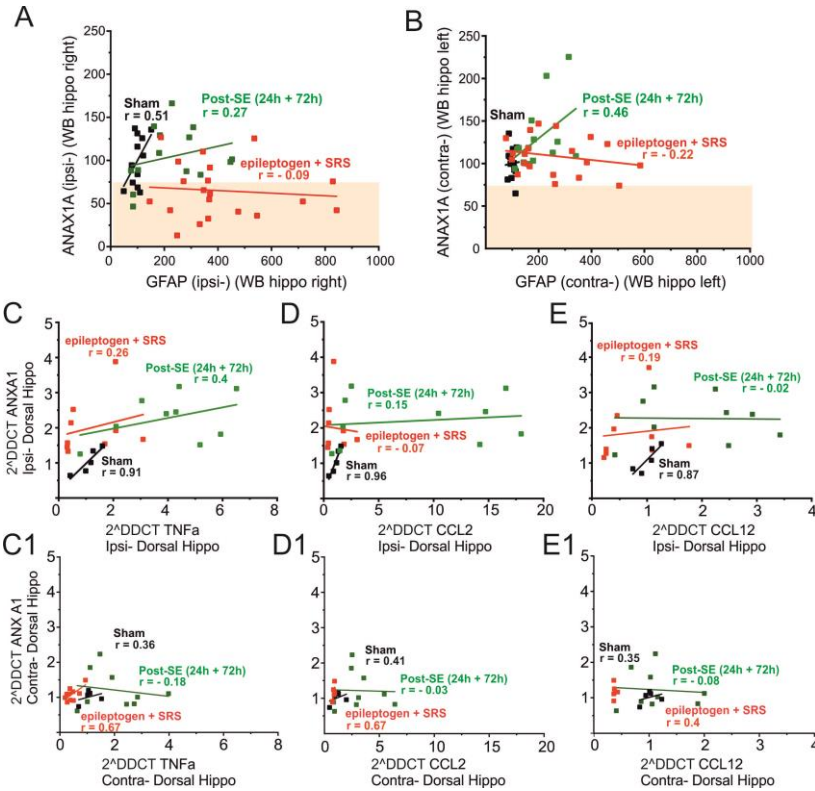 A
ANAX1A (ipsi-) (WB hippo right)
250
200
150
100
50
0
Sham
r = 0.51
Post-SE (24h + 72h)
r = 0.27
epileptogen + SRS
r = - 0.09
0 200 400 600 800 1000
GFAP (ipsi-) (WB hippo right)
B
ANAX1A (contra-) (WB hippo left)
250
200
150
100
50
0
Sham
Post-SE (24h + 72h)
r = 0.46
epileptogen + SRS
r = - 0.22
0 200 400 600 800 1000
GFAP (contra-) (WB hippo left)
C
2^DDCT ANXA1
Ipsi- Dorsal Hippo
5
4
3
2
1
epileptogen + SRS
r = 0.26
Post-SE (24h + 72h)
r = 0.4
Sham
r = 0.91
0 2 4 6 8
2^DDCT TNFa
Ipsi- Dorsal Hippo
D
5
4
3
2
1
Post-SE (24h + 72h)
r = 0.15
epileptogen + SRS
r = - 0.07
Sham
r = 0.96
0 5 10 15 20
2^DDCT CCL2
Ipsi- Dorsal Hippo
E
5
4
3
2
1
epileptogen + SRS
r = 0.19
Post-SE (24h + 72h)
r = - 0.02
Sham
r = 0.87
0 1 2 3 4
2^DDCT CCL12
Ipsi- Dorsal Hippo
C1
2^DDCT ANX A1
Contra- Dorsal Hippo
5
4
3
2
1
0
Sham
r = 0.36
Post-SE (24h + 72h)
r = - 0.18
epileptogen + SRS
r = 0.67
0 2 4 6 8
2^DDCT TNFa
Contra- Dorsal Hippo
D1
5
4
3
2
1
0
Sham
r = 0.41
Post-SE (24h + 72h)
r = - 0.03
epileptogen + SRS
r = 0.67
0 5 10 15 20
2^DDCT CCL2
Contra- Dorsal Hippo
E1
5
4
3
2
1
0
Sham
r = 0.35
Post-SE (24h + 72h)
r = - 0.08
epileptogen + SRS
r = 0.4
0 1 2 3 4
2^DDCT CCL12
Contra- Dorsal Hippo